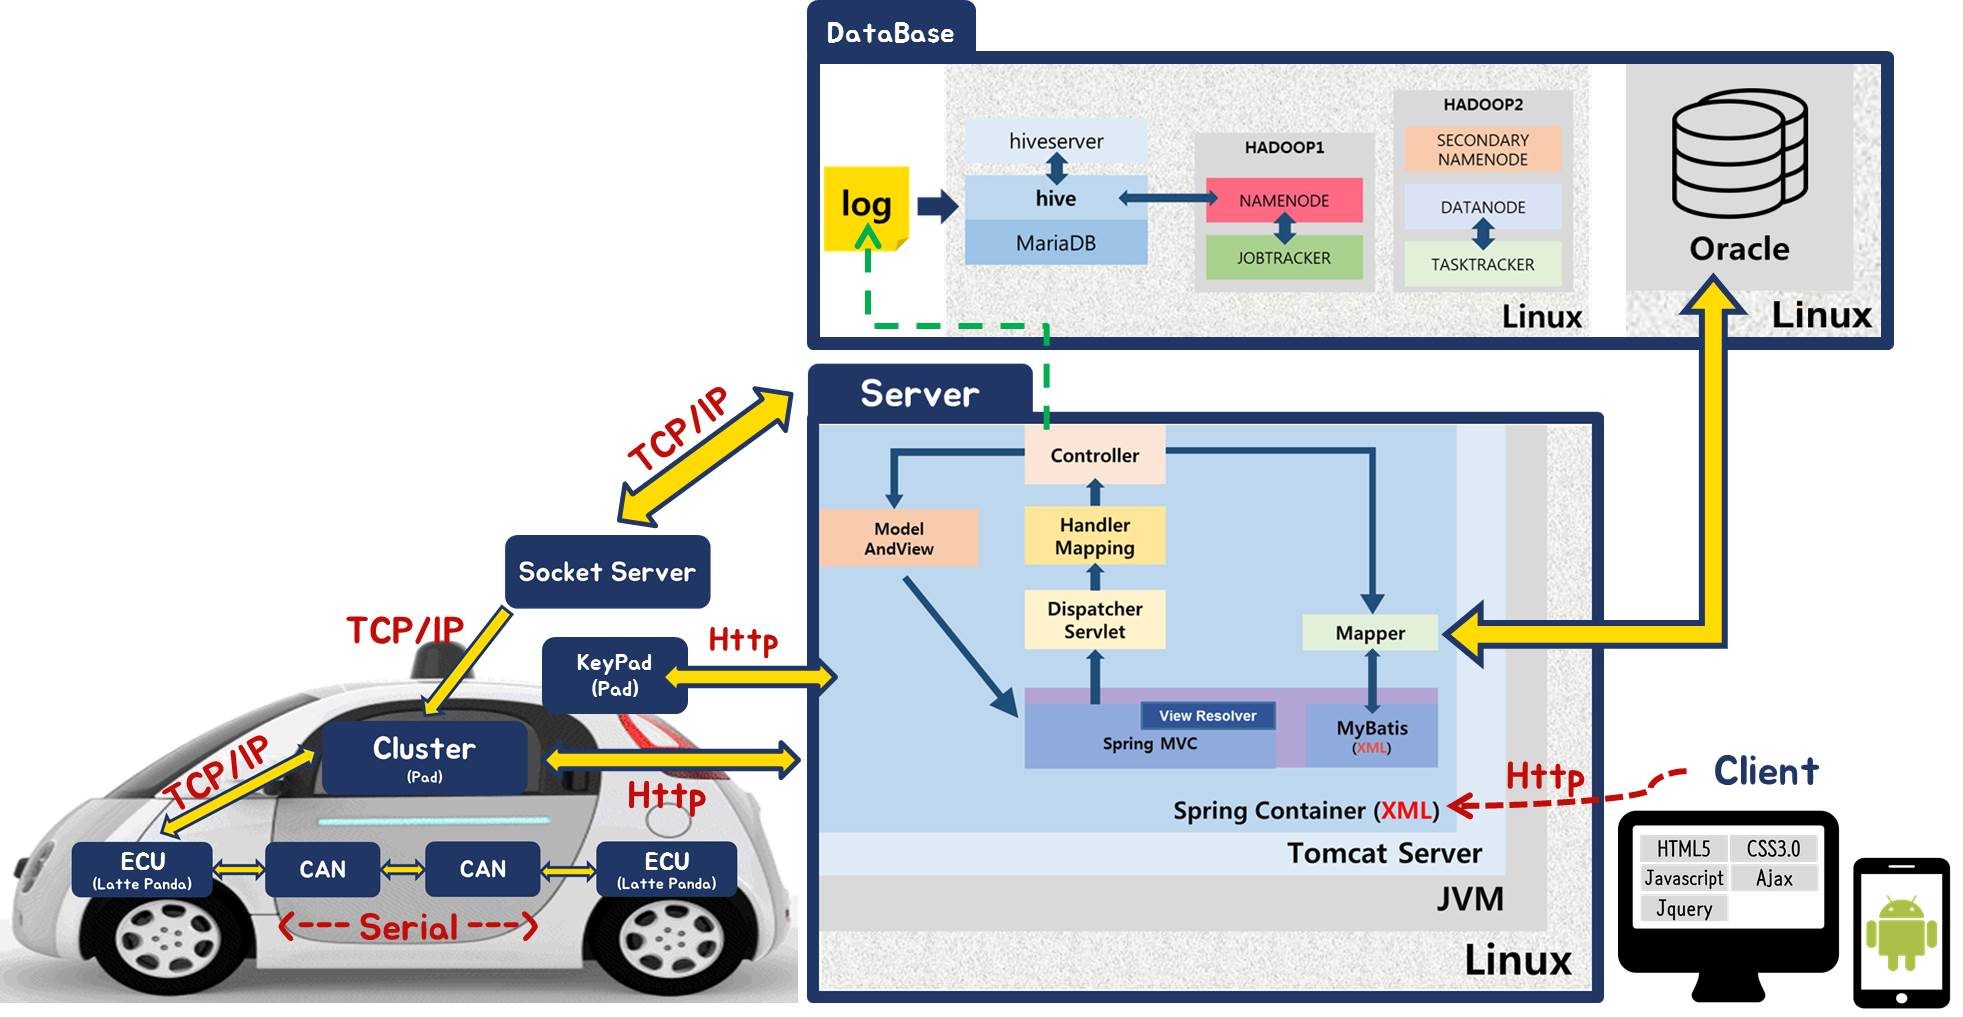 DataBase
log
hiveserver
hive
MariaDB
HADOOP1
NAMENODE
JOBTRACKER
HADOOP2
SECONDARY
NAMENODE
DATANODE
TASKTRACKER
Linux
Oracle
Linux
Server
Controller
Model
AndView
Handler
Mapping
Dispatcher
Servlet
Mapper
View Resolver
Spring MVC
MyBatis
(XML)
Spring Container (XML)
Tomcat Server
JVM
Linux
TCP/IP
Socket Server
TCP/IP
KeyPad
(Pad)
Http
Cluster
(Pad)
TCP/IP
Http
ECU
(Latte Panda)
CAN
CAN
ECU
(Latte Panda)
Serial
Http
Client
HTML5
CSS3.0
Javascript
Ajax
Jquery